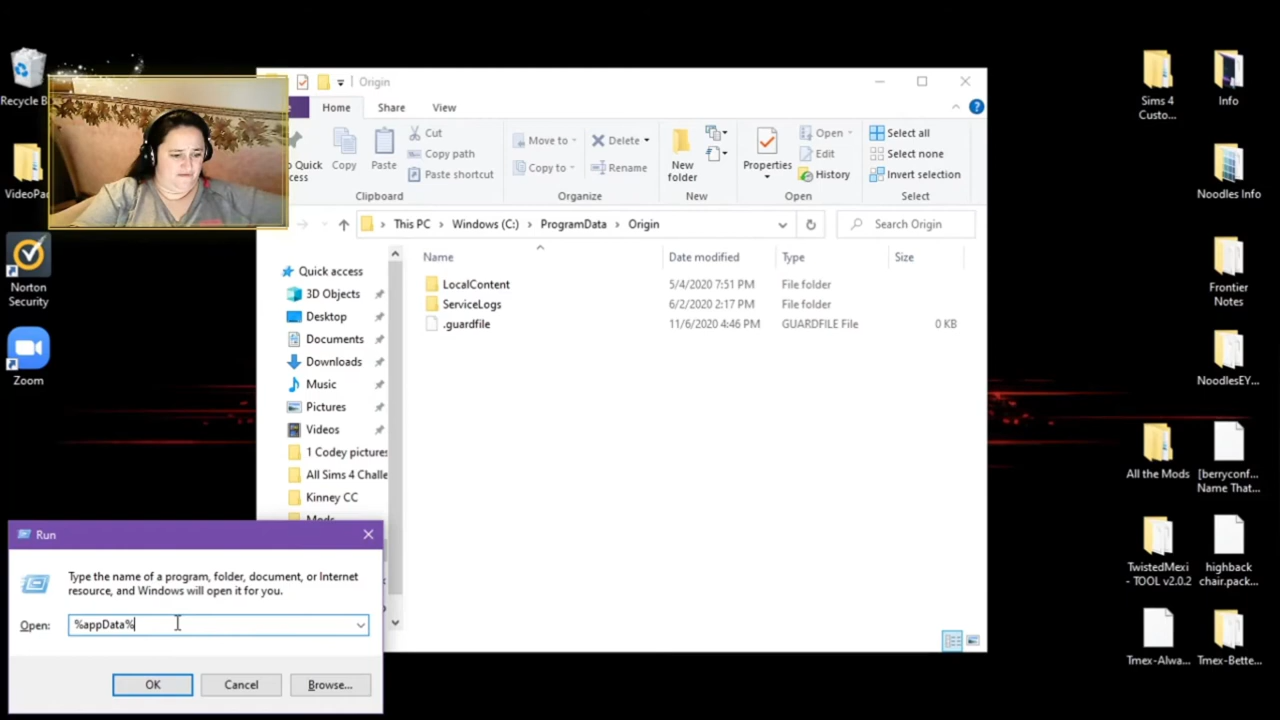 Recycle B
VideoPa
Norton
Security
Zoom
Origin
Home
Share
View
Copy
Paste
Cut
Copy path
Paste shortcut
Clipboard
Move to
Copy to
Delete
Rename
Organize
New
folder
New
Properties
Open
Edit
History
Open
Select all
Select none
Invert selection
Select
This PC > Windows (C:) > ProgramData > Origin
Search Origin
Name
Date modified
Type
Size
LocalContent 5/4/2020 7:51 PM File folder
ServiceLogs 6/2/2020 2:17 PM File folder
.guardfile 11/6/2020 4:46 PM GUARDFILE File 0 KB
Quick access
3D Objects
Desktop
Documents
Downloads
Music
Pictures
Videos
1 Codey pictures
All Sims 4 Challe
Kinney CC
Run
Type the name of a program, folder, document, or Internet
resource, and Windows will open it for you.
Open: %appData%
OK
Cancel
Browse...
Sims 4
Custo...
Info
Noodles Info
Frontier
Notes
NoodlesEY...
All the Mods
[berryconf...
Name That...
TwistedMexi
- TOOL v2.0.2
highback
chair.pack...
Tmex-Alwa...
Tmex-Bette...